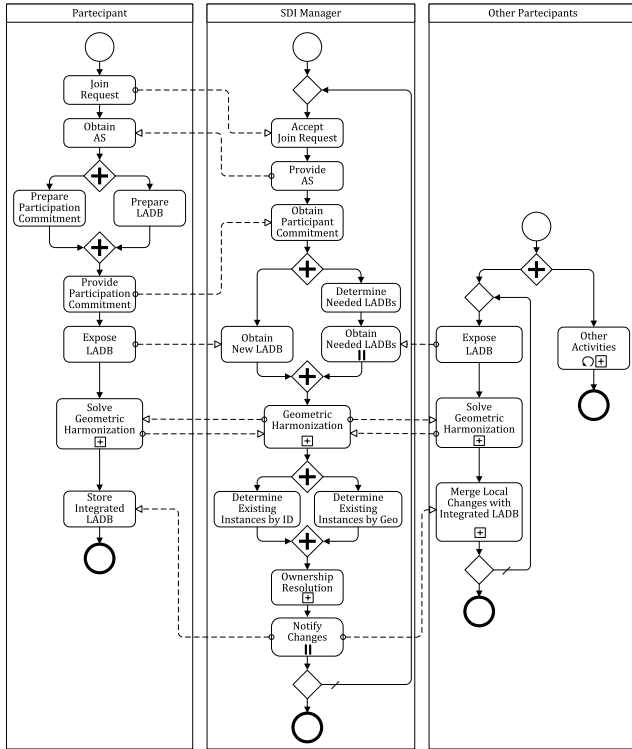 Partecipant
SDI Manager
Other Partecipants
Join
Request
Obtain
AS
Prepare
Participation
Commitment
Prepare
LADB
Provide
Participation
Commitment
Expose
LADB
Solve
Geometric
Harmonization
Store
Integrated
LADB
Accept
Join Request
Provide
AS
Obtain
Participant
Commitment
Determine
Needed LADBs
Obtain
New LADB
Obtain
Needed LADBs
Geometric
Harmonization
Determine
Existing
Instances by ID
Determine
Existing
Instances by Geo
Ownership
Resolution
Notify
Changes
Expose
LADB
Other
Activities
Solve
Geometric
Harmonization
Merge Local
Changes with
Integrated LADB